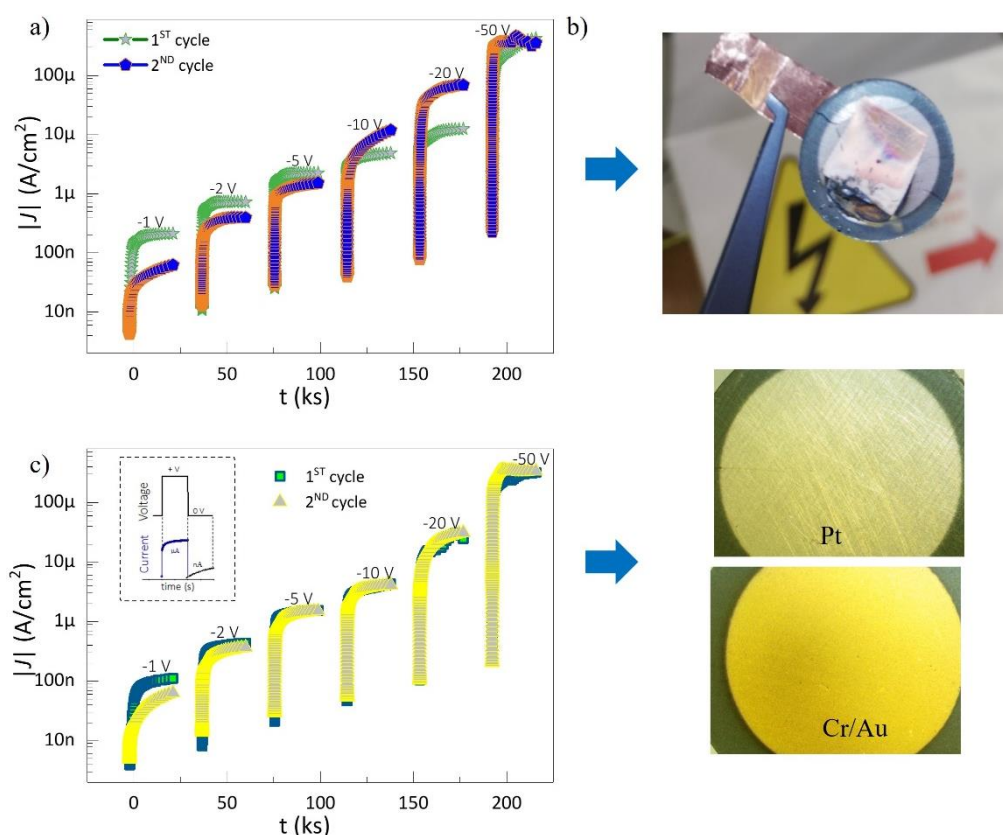 a)
1ST cycle
2ND cycle
-1 V
-2 V
-5 V
-10 V
-20 V
-50 V
100µ
10µ
1µ
100n
10n
|J| (A/cm²)
0
50
100
150
200
t (ks)
b)
c)
+ V
Voltage
0 V
Current
µA
nA
time (s)
1ST cycle
2ND cycle
-1 V
-2 V
-5 V
-10 V
-20 V
-50 V
100µ
10µ
1µ
100n
10n
|J| (A/cm²)
0
50
100
150
200
t (ks)
Pt
Cr/Au